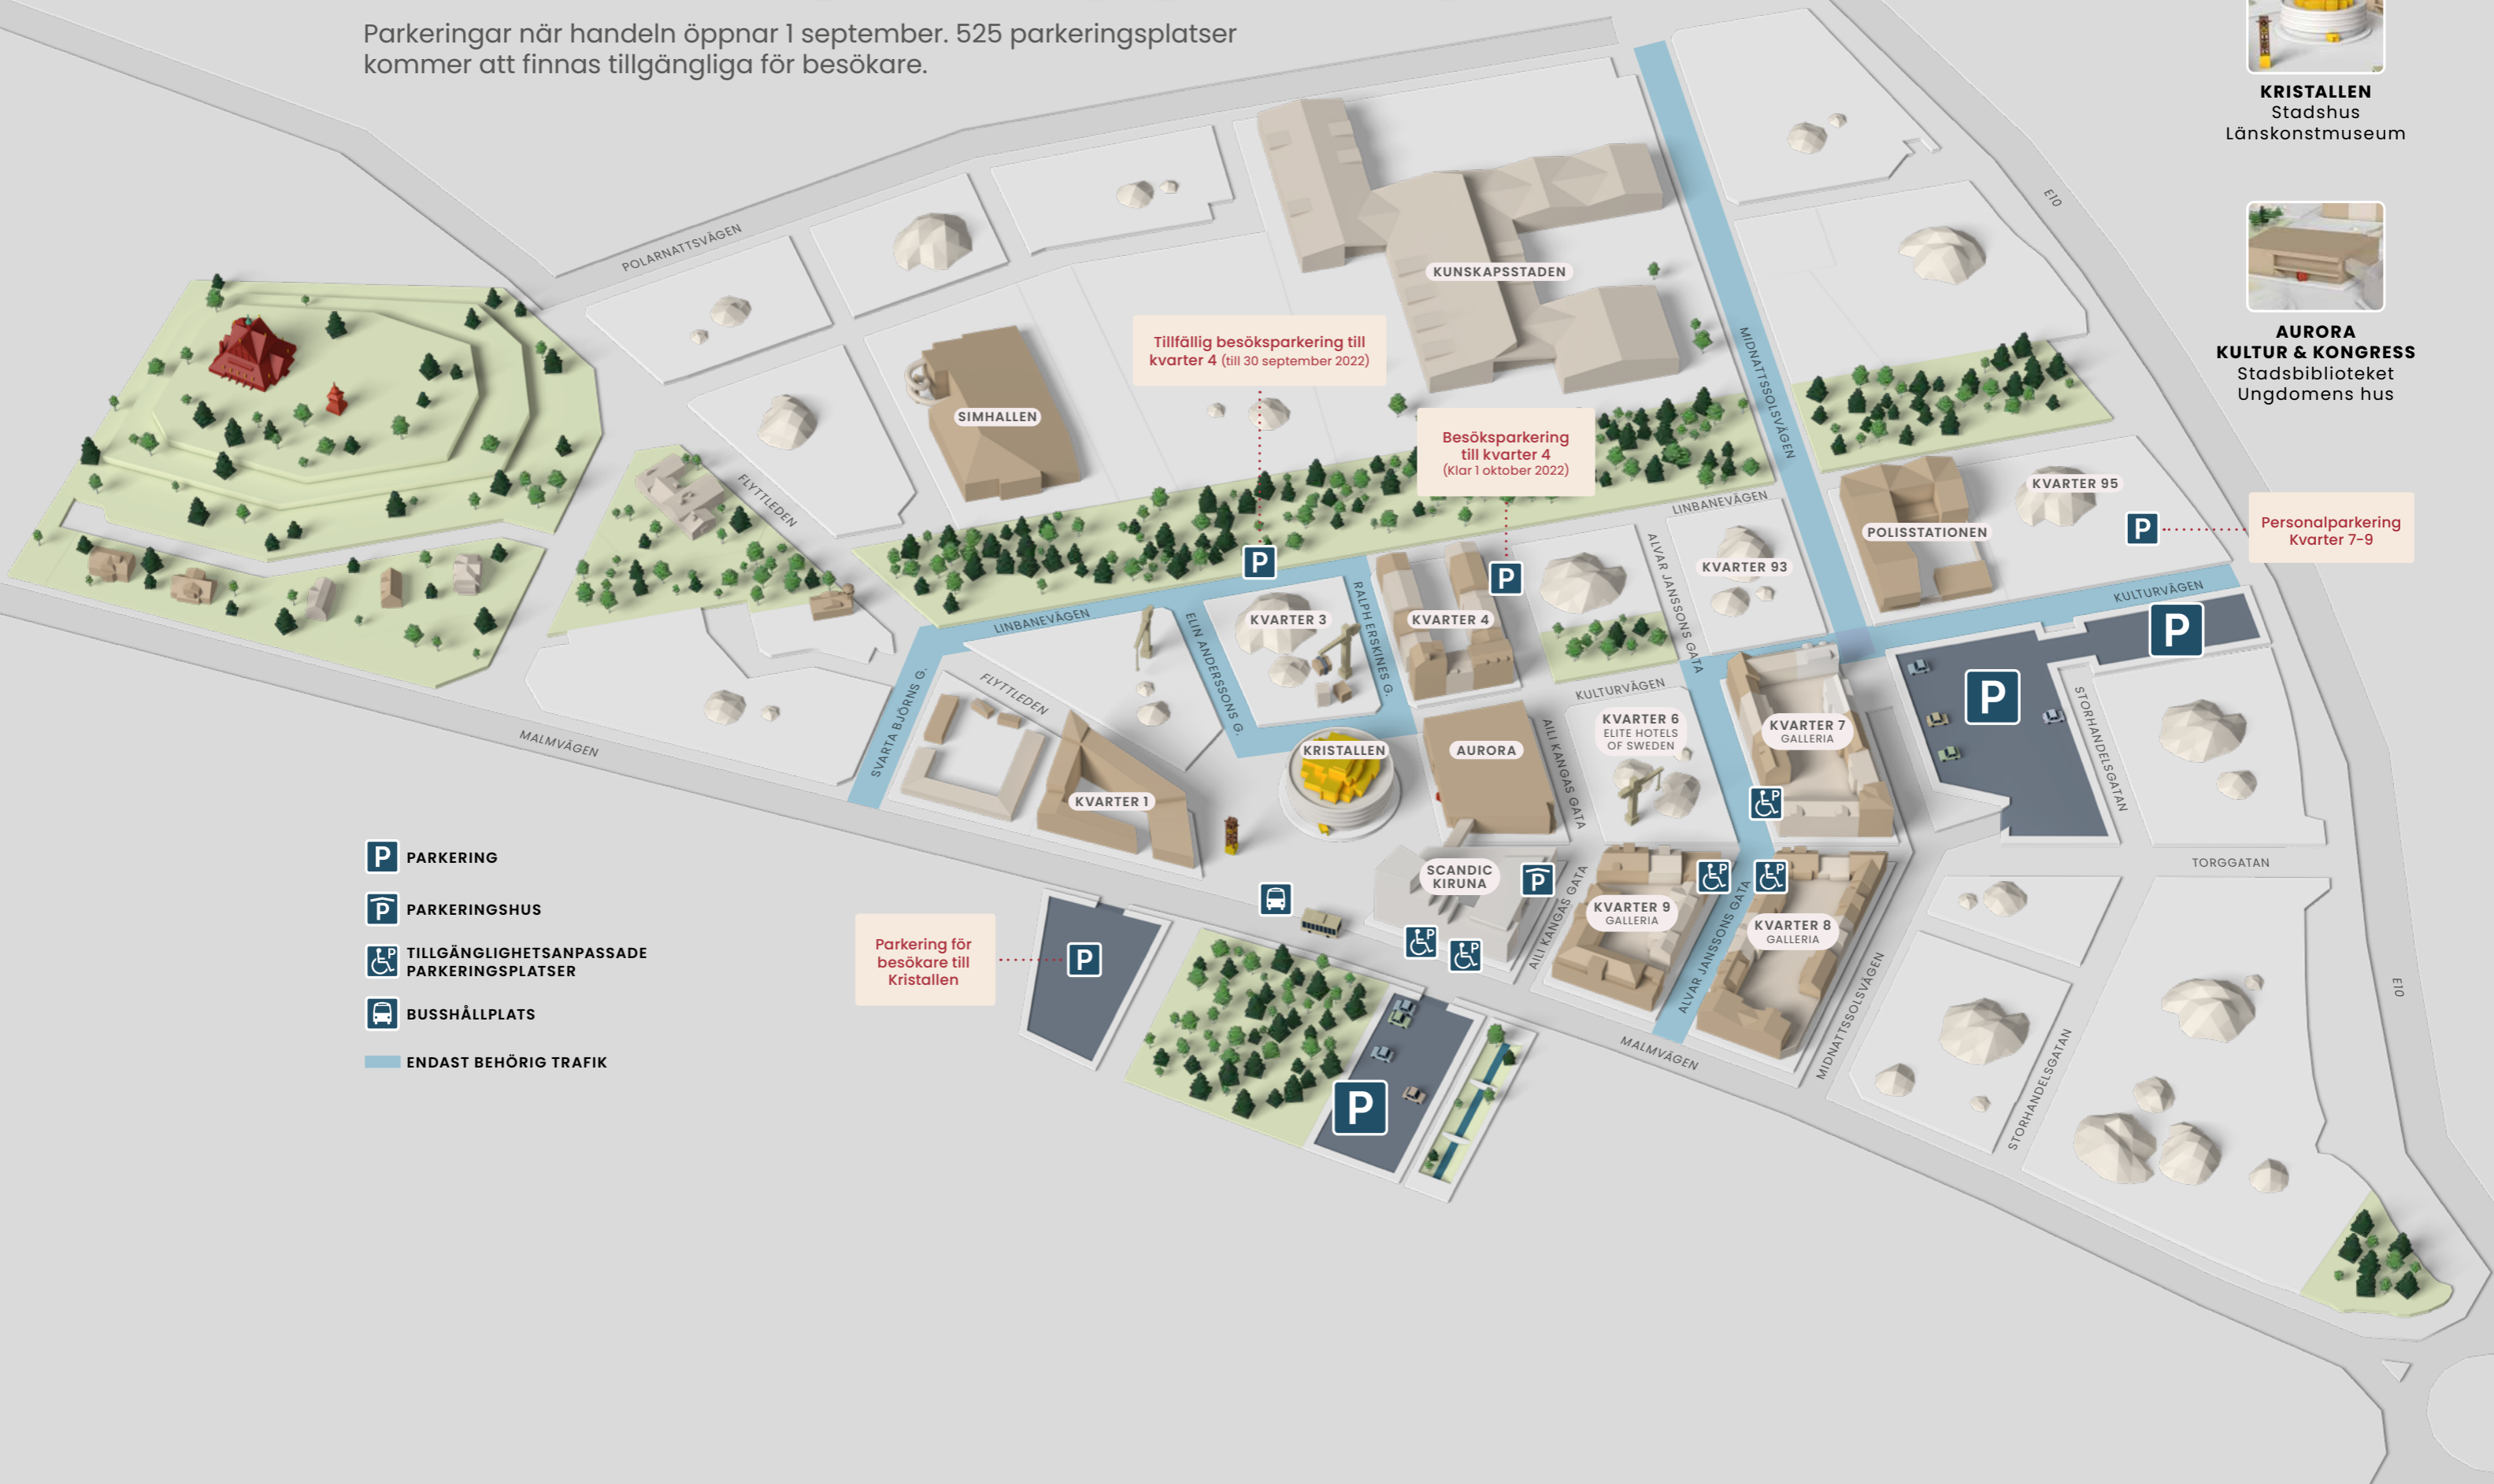 Parkeringar när handeln öppnar 1 september. 525 parkeringsplatser
kommer att finnas tillgängliga för besökare.
KRISTALLEN
Stadshus
Länskonstmuseum
E10
AURORA
KULTUR & KONGRESS
Stadsbiblioteket
Ungdomens hus
POLARNATTSVÄGEN
KUNSKAPSSTADEN
MIDNATTSSOLSVÄGEN
Tillfällig besöksparkering till
kvarter 4 (till 30 september 2022)
SIMHALLEN
Besöksparkering
till kvarter 4
(Klar 1 oktober 2022)
FLYTTLEDEN
LINBANEVÄGEN
KVARTER 95
POLISSTATIONEN
P
Personalparkering
Kvarter 7-9
P
P
ALVAR JANSSONS GATA
KVARTER 93
KULTURVÄGEN
LINBANEVÄGEN
ELIN ANDERSSONS G.
KVARTER 3
RALPH ERSKINES G.
KVARTER 4
P
P
SVARTA BJÖRNS G.
FLYTTLEDEN
KULTURVÄGEN
KVARTER 6
ELITE HOTELS
OF SWEDEN
KVARTER 7
GALLERIA
STORHANDELSGATAN
MALMVÄGEN
KRISTALLEN
AURORA
AILI KANGAS GATA
KVARTER 1
P
TORGGATAN
SCANDIC
KIRUNA
P
P
P
AILI KANGAS GATA
KVARTER 9
GALLERIA
ALVAR JANSSONS GATA
KVARTER 8
GALLERIA
P
P
MIDNATTSSOLSVÄGEN
E10
Parkering för
besökare till
Kristallen
P
MALMVÄGEN
STORHANDELSGATAN
P
P PARKERING
P PARKERINGSHUS
P TILLGÄNGLIGHETSANPASSADE
PARKERINGSPLATSER
BUSSHÅLLPLATS
ENDAST BEHÖRIG TRAFIK